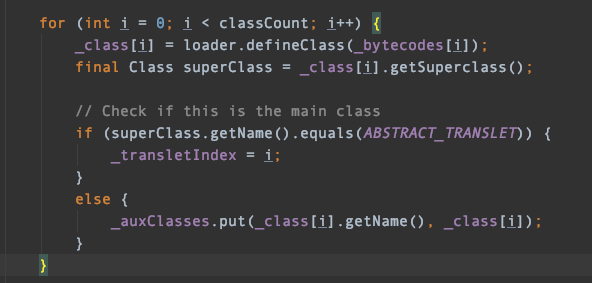 for (int i = 0; i < classCount; i++) {
_class[i] = loader.defineClass(_bytecodes[i]);
final Class superClass = _class[i].getSuperclass();
// Check if this is the main class
if (superClass.getName().equals(ABSTRACT_TRANSLET)) {
_transletIndex = i;
}
else {
_auxClasses.put(_class[i].getName(), _class[i]);
}
}